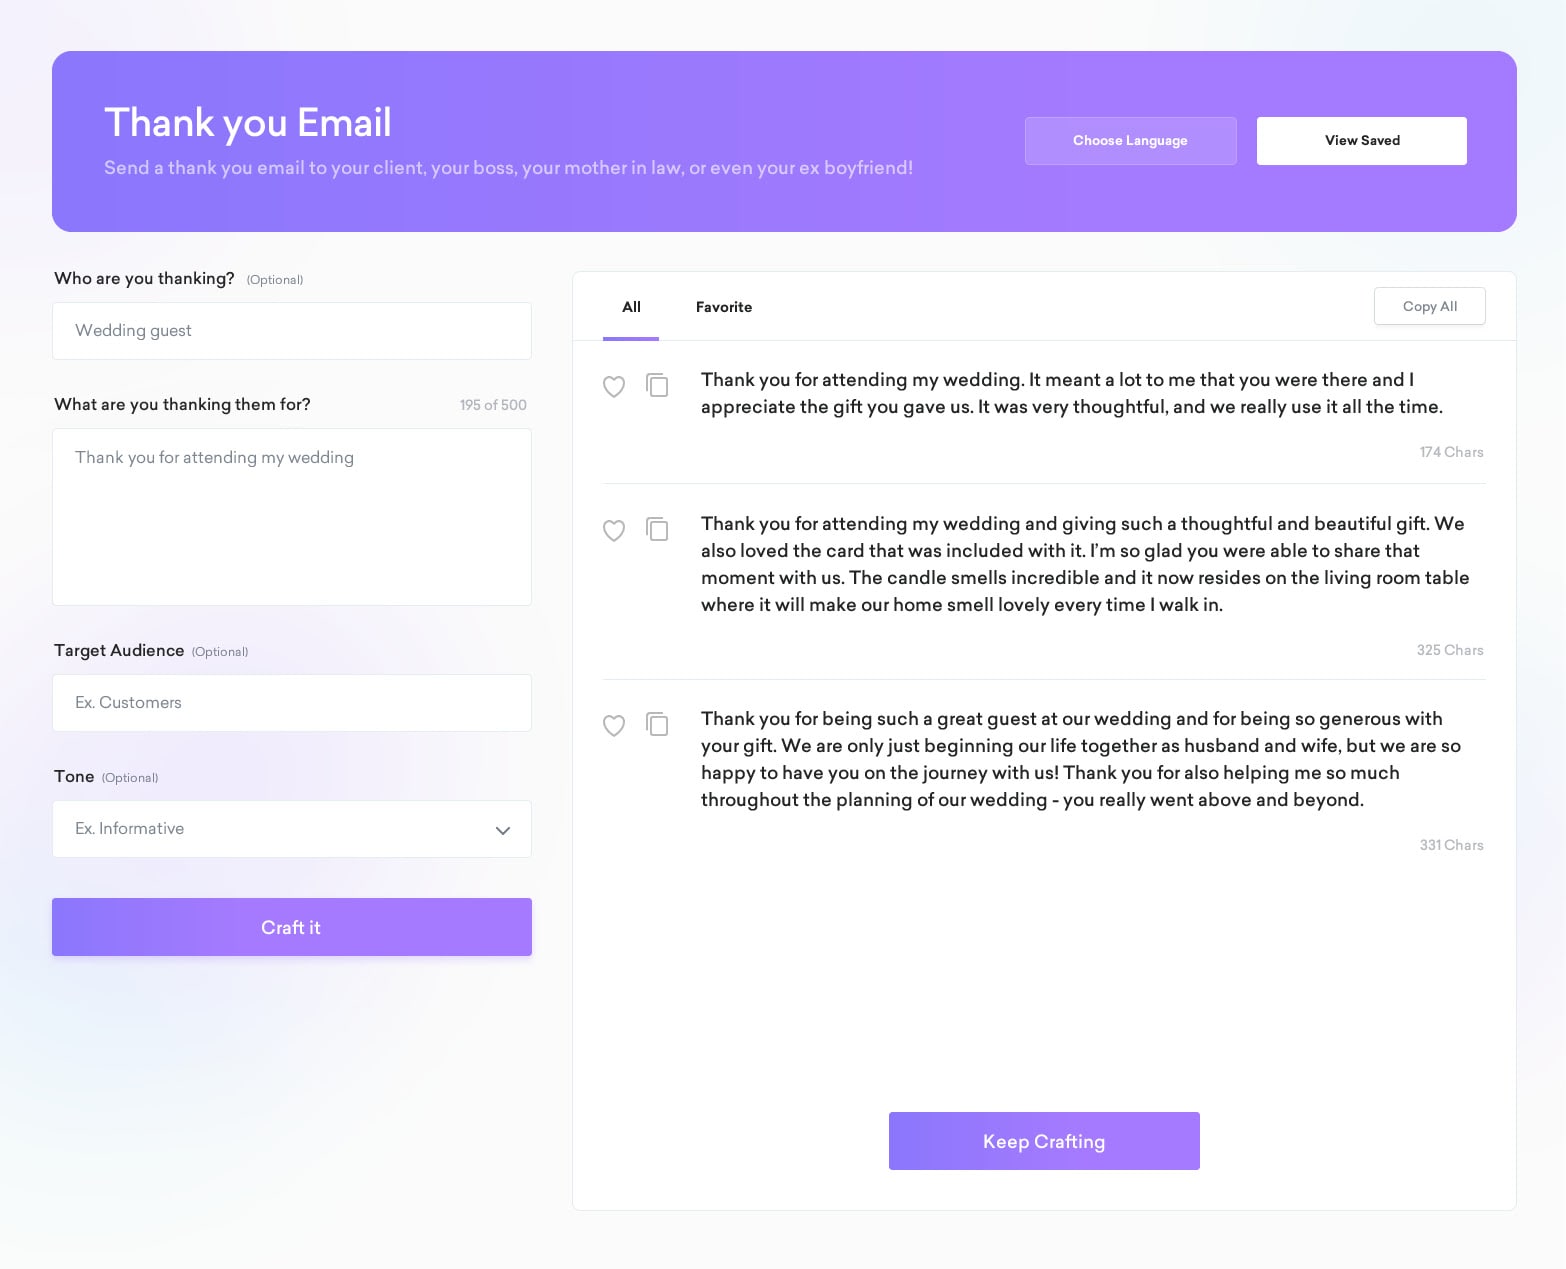 Thank you Email
Send a thank you email to your client, your boss, your mother in law, or even your ex boyfriend!
Choose Language
View Saved
Who are you thanking? (Optional)
Wedding guest
What are you thanking them for?
195 of 500
Thank you for attending my wedding
Target Audience (Optional)
Ex. Customers
Tone (Optional)
Ex. Informative
Craft it
All
Favorite
Copy All
Thank you for attending my wedding. It meant a lot to me that you were there and I
appreciate the gift you gave us. It was very thoughtful, and we really use it all the time.
174 Chars
Thank you for attending my wedding and giving such a thoughtful and beautiful gift. We
also loved the card that was included with it. I’m so glad you were able to share that
moment with us. The candle smells incredible and it now resides on the living room table
where it will make our home smell lovely every time I walk in.
325 Chars
Thank you for being such a great guest at our wedding and for being so generous with
your gift. We are only just beginning our life together as husband and wife, but we are so
happy to have you on the journey with us! Thank you for also helping me so much
throughout the planning of our wedding - you really went above and beyond.
331 Chars
Keep Crafting